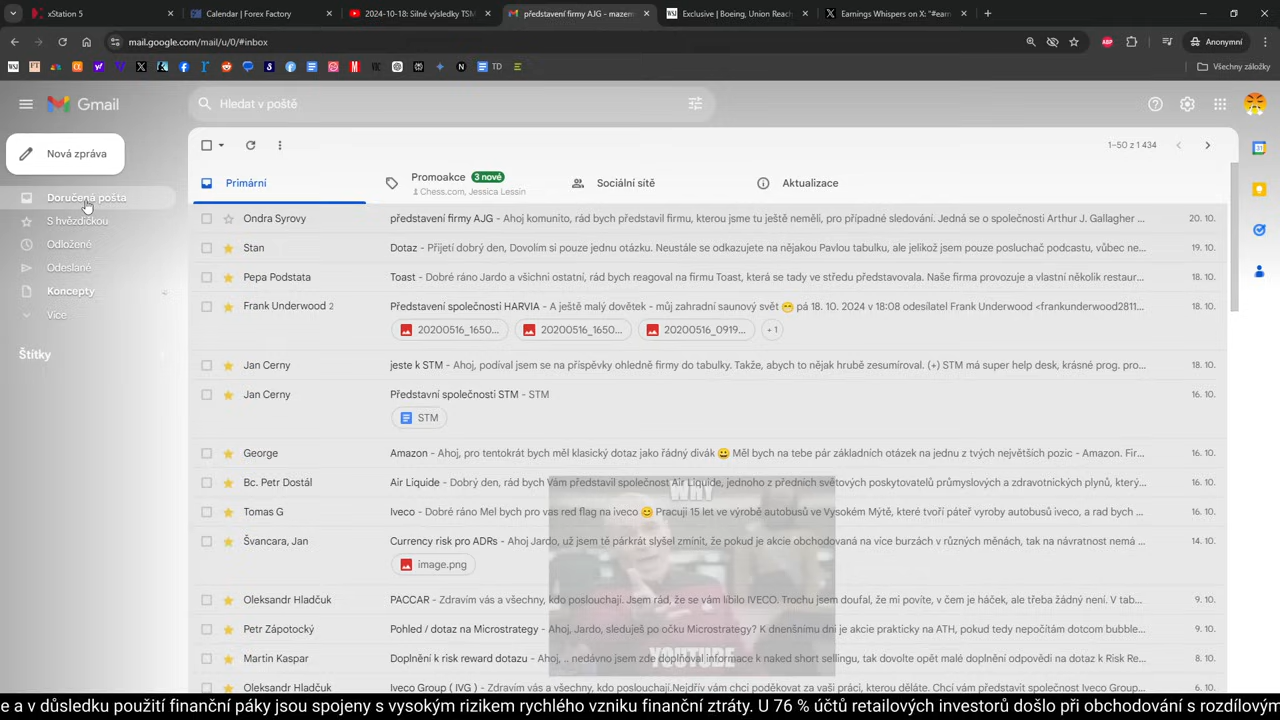 xStation 5
Calendar | Forex Factory
2024-10-18: Silné výsledky TSM
představení firmy AJG - mazen
Exclusive | Boeing, Union Reach
Earnings Whispers on X: "#earn
mail.google.com/mail/u/0/#inbox
Anonymní
TD
Všechny záložky
Gmail
Hledat v poště
Nová zpráva
1–50 z 1 434
Primární
Promoakce 3 nové
Chess.com, Jessica Lessin
Sociální sítě
Aktualizace
Doručená pošta
S hvězdičkou
Odložené
Odeslané
Koncepty
Více
Štítky
Ondra Syrovy představení firmy AJG - Ahoj komunito, rád bych představil firmu, kterou jsme tu ještě neměli, pro případné sledování. Jedná se o společnosti Arthur J. Gallagher ... 20. 10.
Stan Dotaz - Přijetí dobrý den, Dovolím si pouze jednu otázku. Neustále se odkazujete na nějakou Pavlou tabulku, ale jelikož jsem pouze posluchač podcastu, vůbec ne... 19. 10.
Pepa Podstata Toast - Dobré ráno Jardo a všichni ostatní, rád bych reagoval na firmu Toast, která se tady ve středu představovala. Naše firma provozuje a vlastní několik restaur... 18. 10.
Frank Underwood 2 Představení společnosti HARVIA - A ještě malý dovětek - můj zahradní saunový svět 😁 pá 18. 10. 2024 v 18:08 odesílatel Frank Underwood <frankunderwood2811... 18. 10.
20200516_1650... 20200516_1650... 20200516_0919... + 1
Jan Cerny jeste k STM - Ahoj, podíval jsem se na příspěvky ohledně firmy do tabulky. Takže, abych to nějak hrubě zesumíroval. (+) STM má super help desk, krásné prog. pro... 18. 10.
Jan Cerny Představní společností STM - STM 16. 10.
STM
George Amazon - Ahoj, pro tentokrát bych měl klasický dotaz jako řádný divák 😀 Měl bych na tebe pár základních otázek na jednu z tvých největších pozic - Amazon. Fir... 16. 10.
Bc. Petr Dostál Air Liquide - Dobrý den, rád bych Vám představil společnost Air Liquide, jednoho z předních světových poskytovatelů průmyslových a zdravotnických plynů, který... 16. 10.
Tomas G Iveco - Dobré ráno Mel bych pro vas red flag na iveco 😊 Pracuji 15 let ve výrobě autobusů ve Vysokém Mýtě, které tvoří páteř vyroby autobusů iveco, a rad bych ... 16. 10.
Švancara, Jan Currency risk pro ADRs - Ahoj Jardo, už jsem tě párkrát slyšel zmínit, že pokud je akcie obchodovaná na více burzách v různých měnách, tak na návratnost nemá ... 14. 10.
image.png
Oleksandr Hladčuk PACCAR - Zdravím vás a všechny, kdo poslouchají. Jsem rád, že se vám líbilo IVECO. Trochu jsem doufal, že mi povíte, v čem je háček, ale třeba žádný není. V tab... 9. 10.
Petr Zápotocký Pohled / dotaz na Microstrategy - Ahoj, Jardo, sleduješ po očku Microstrategy? K dnenšnímu dni je akcie prakticky na ATH, pokud tedy nepočítám dotcom bubble... 9. 10.
Martin Kaspar Doplnění k risk reward dotazu - Ahoj, .. nedávno jsem zde doplňoval informace k naked short sellingu, tak dovolte opět malé doplnění odpovědi na dotaz k Risk Re... 8. 10.
Oleksandr Hladčuk Iveco Group ( IVG ) - Zdravím vás a všechny, kdo poslouchají.Nejdřív vam chci poděkovat za vaši práci, kterou děláte. Chtěl bych představit společnost Iveco Group, ... 6. 10.
WHY
YOUTUBE
e a v důsledku použití finanční páky jsou spojeny s vysokým rizikem rychlého vzniku finanční ztráty. U 76 % účtů retailových investorů došlo při obchodování s rozdílovým